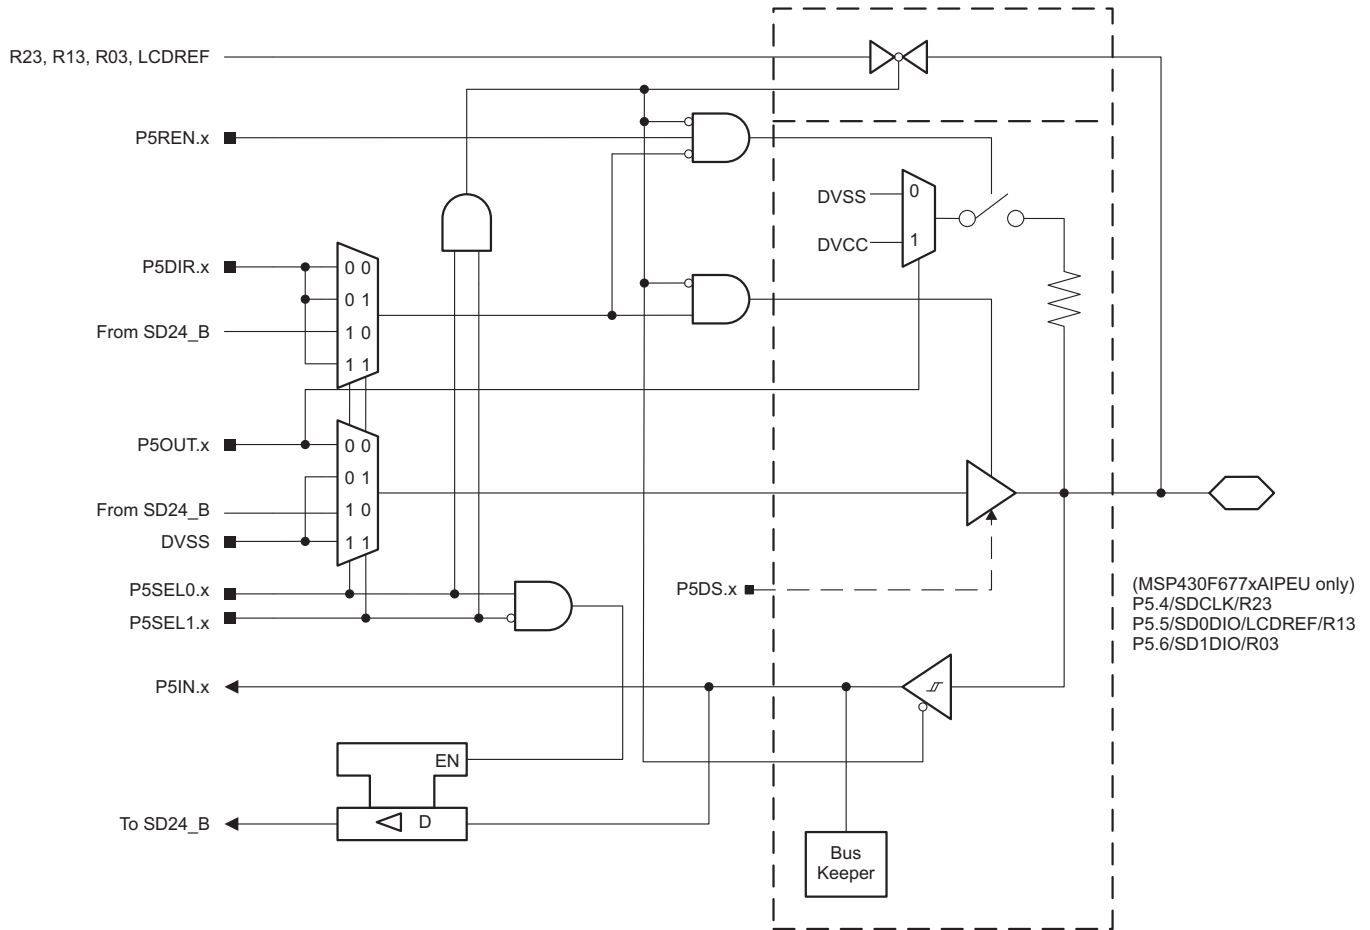 R23, R13, R03, LCDREF
P5REN.x
DVSS
0
DVCC
1
P5DIR.x
0 0
0 1
From SD24_B
1 0
1 1
P5OUT.x
0 0
0 1
From SD24_B
1 0
DVSS
1 1
P5SEL0.x
P5SEL1.x
P5DS.x
(MSP430F677xAIPEU only)
P5.4/SDCLK/R23
P5.5/SD0DIO/LCDREF/R13
P5.6/SD1DIO/R03
P5IN.x
EN
To SD24_B
D
Bus
Keeper